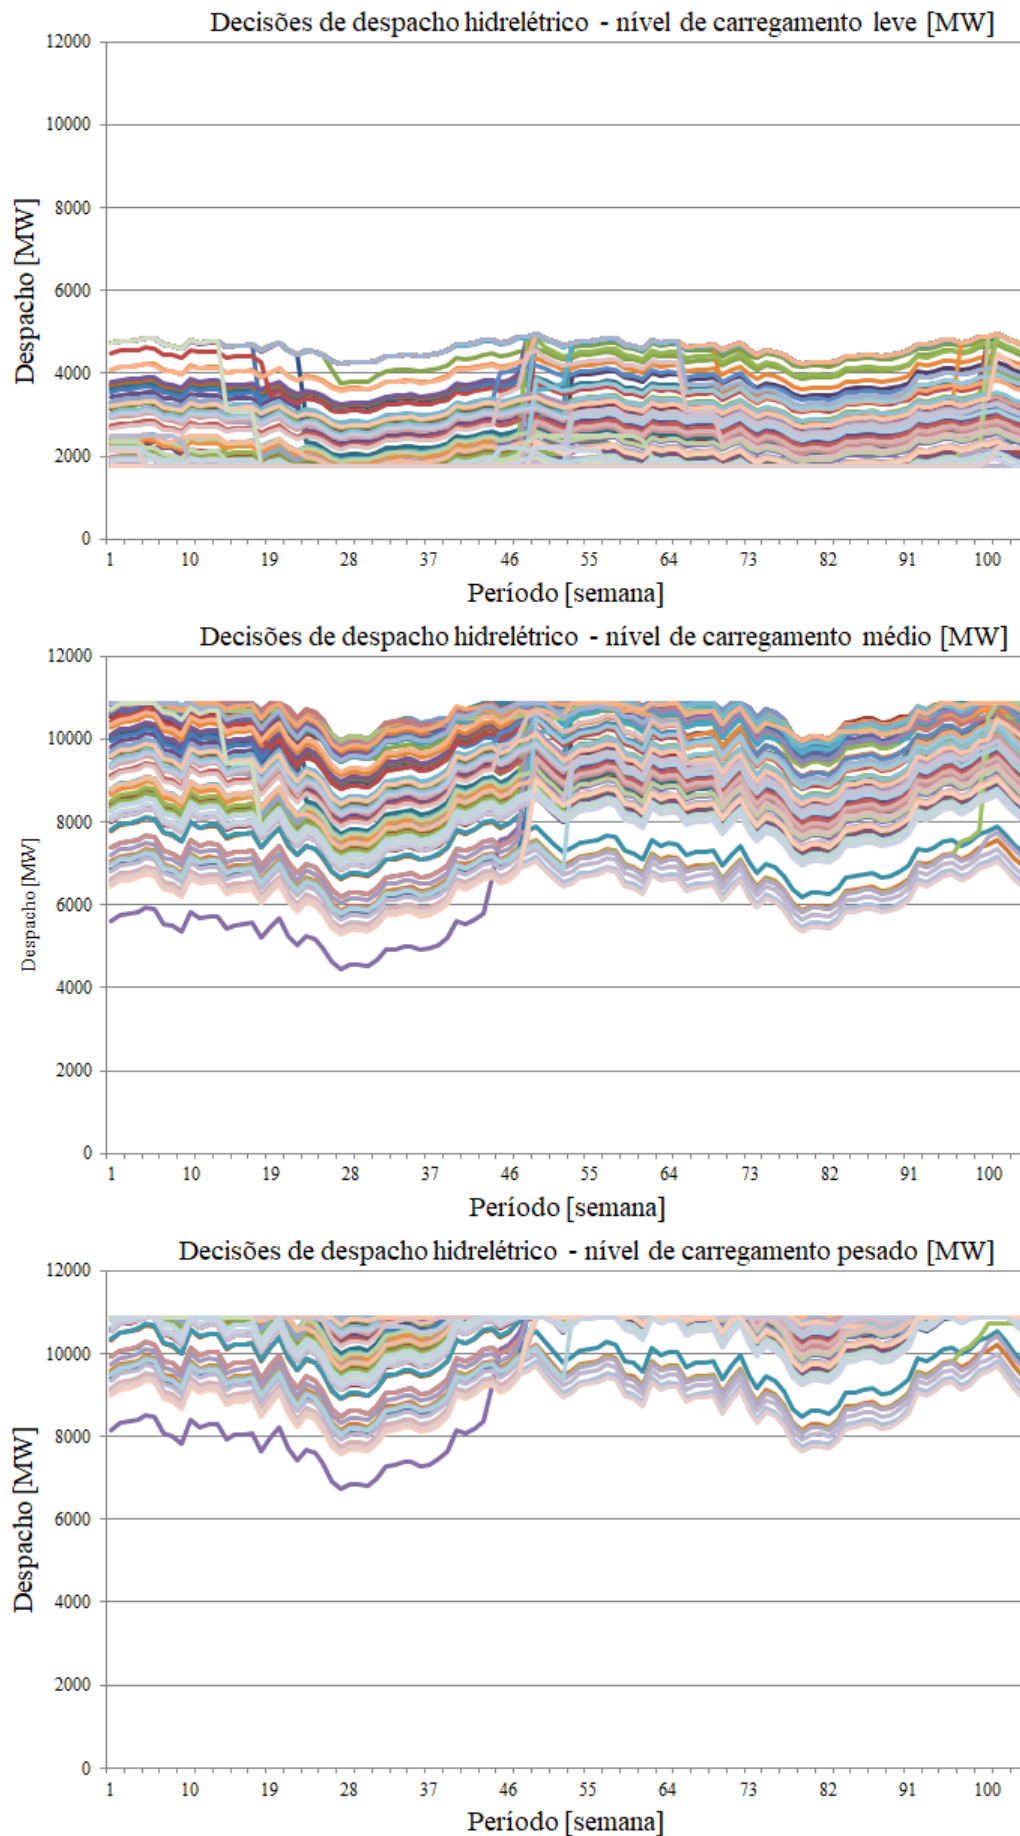 Decisões de despacho hidrelétrico - nível de carregamento leve [MW]
12000
10000
8000
6000
4000
2000
0
Despacho [MW]
1 10 19 28 37 46 55 64 73 82 91 100
Período [semana]
Decisões de despacho hidrelétrico - nível de carregamento médio [MW]
12000
10000
8000
6000
4000
2000
0
Despacho [MW]
1 10 19 28 37 46 55 64 73 82 91 100
Período [semana]
Decisões de despacho hidrelétrico - nível de carregamento pesado [MW]
12000
10000
8000
6000
4000
2000
0
Despacho [MW]
1 10 19 28 37 46 55 64 73 82 91 100
Período [semana]